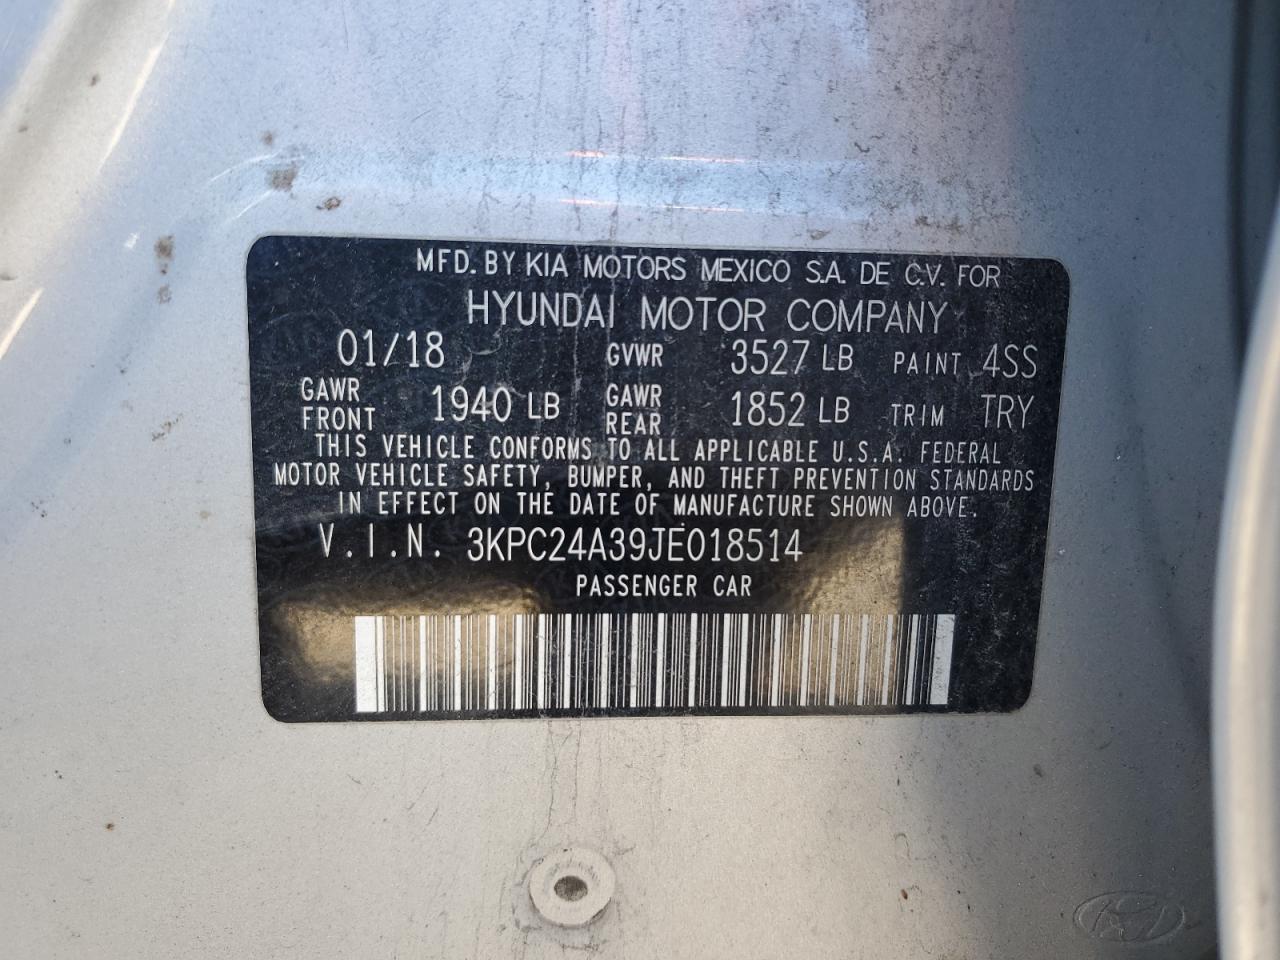 MFD. BY KIA MOTORS MEXICO S.A. DE C.V. FOR
HYUNDAI MOTOR COMPANY
01/18 GVWR 3527 LB PAINT 4SS
GAWR FRONT 1940 LB GAWR REAR 1852 LB TRIM TRY
THIS VEHICLE CONFORMS TO ALL APPLICABLE U.S.A. FEDERAL
MOTOR VEHICLE SAFETY, BUMPER, AND THEFT PREVENTION STANDARDS
IN EFFECT ON THE DATE OF MANUFACTURE SHOWN ABOVE.
V.I.N. 3KPC24A39JE018514
PASSENGER CAR